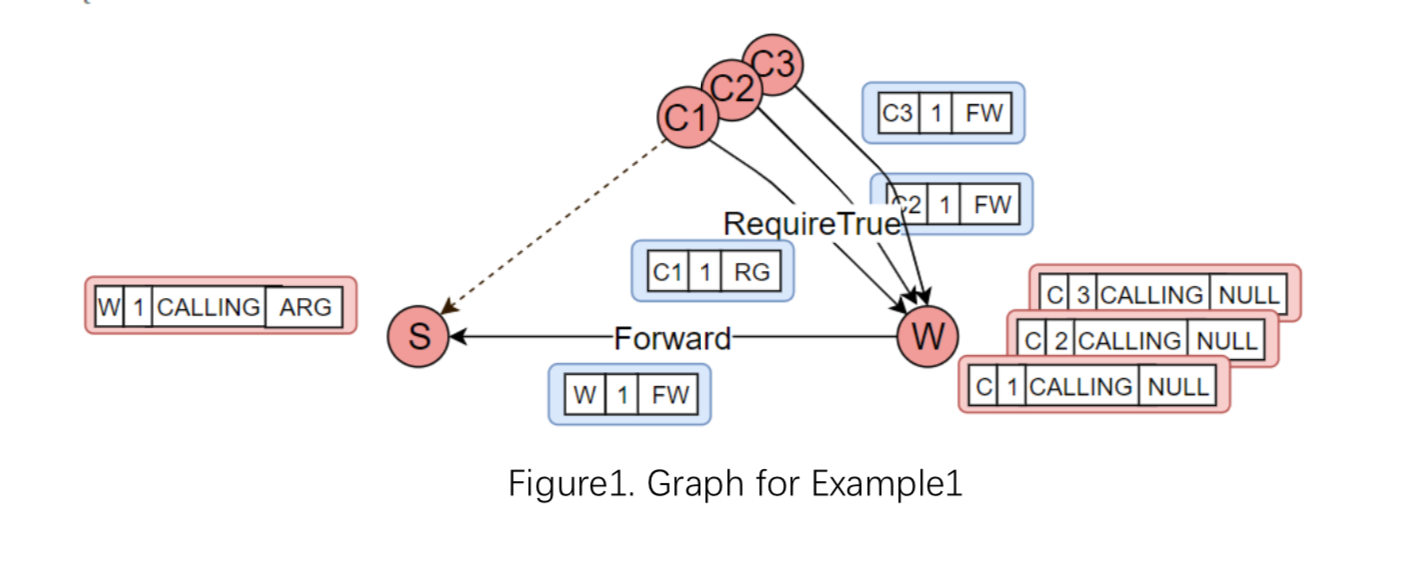 C3
C2
C1
C3 1 FW
C2 1 FW
RequireTrue
C1 1 RG
W 1 CALLING ARG
C 3 CALLING NULL
S
Forward
W
C 2 CALLING NULL
W 1 FW
C 1 CALLING NULL
Figure1. Graph for Example1